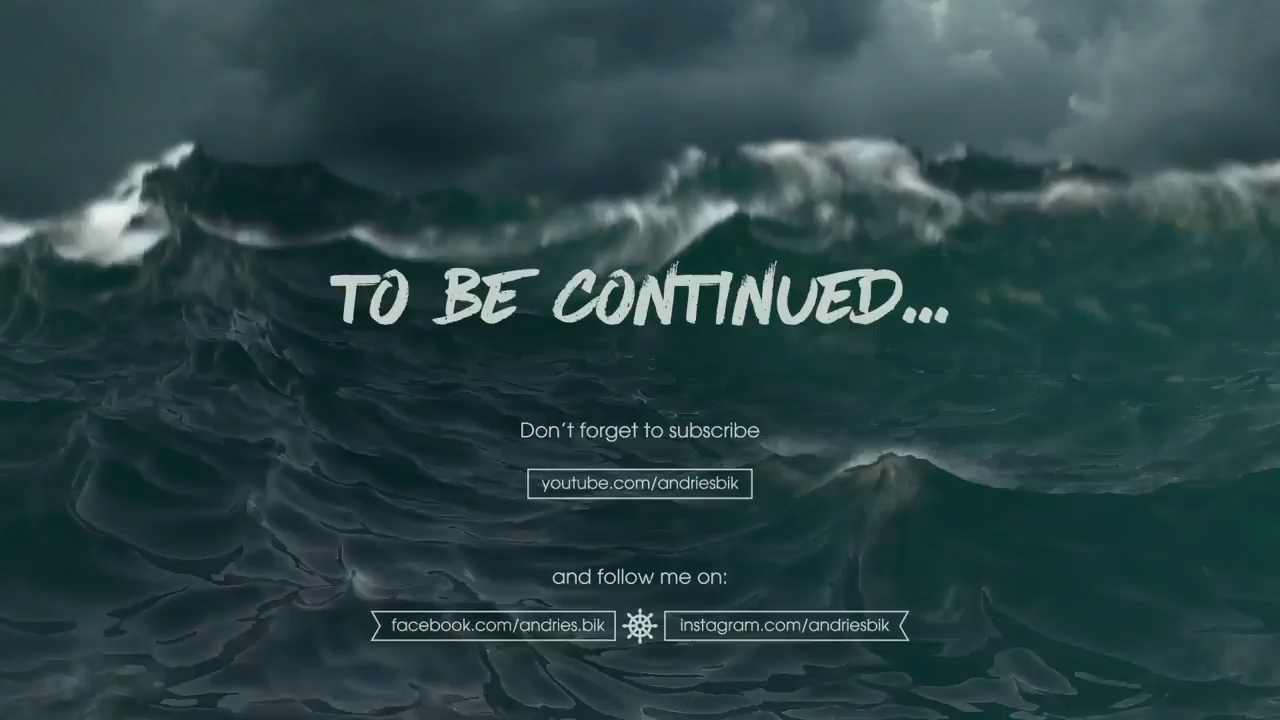 TO BE CONTINUED...
Don't forget to subscribe
youtube.com/andriesbik
and follow me on:
facebook.com/andries.bik
instagram.com/andriesbik